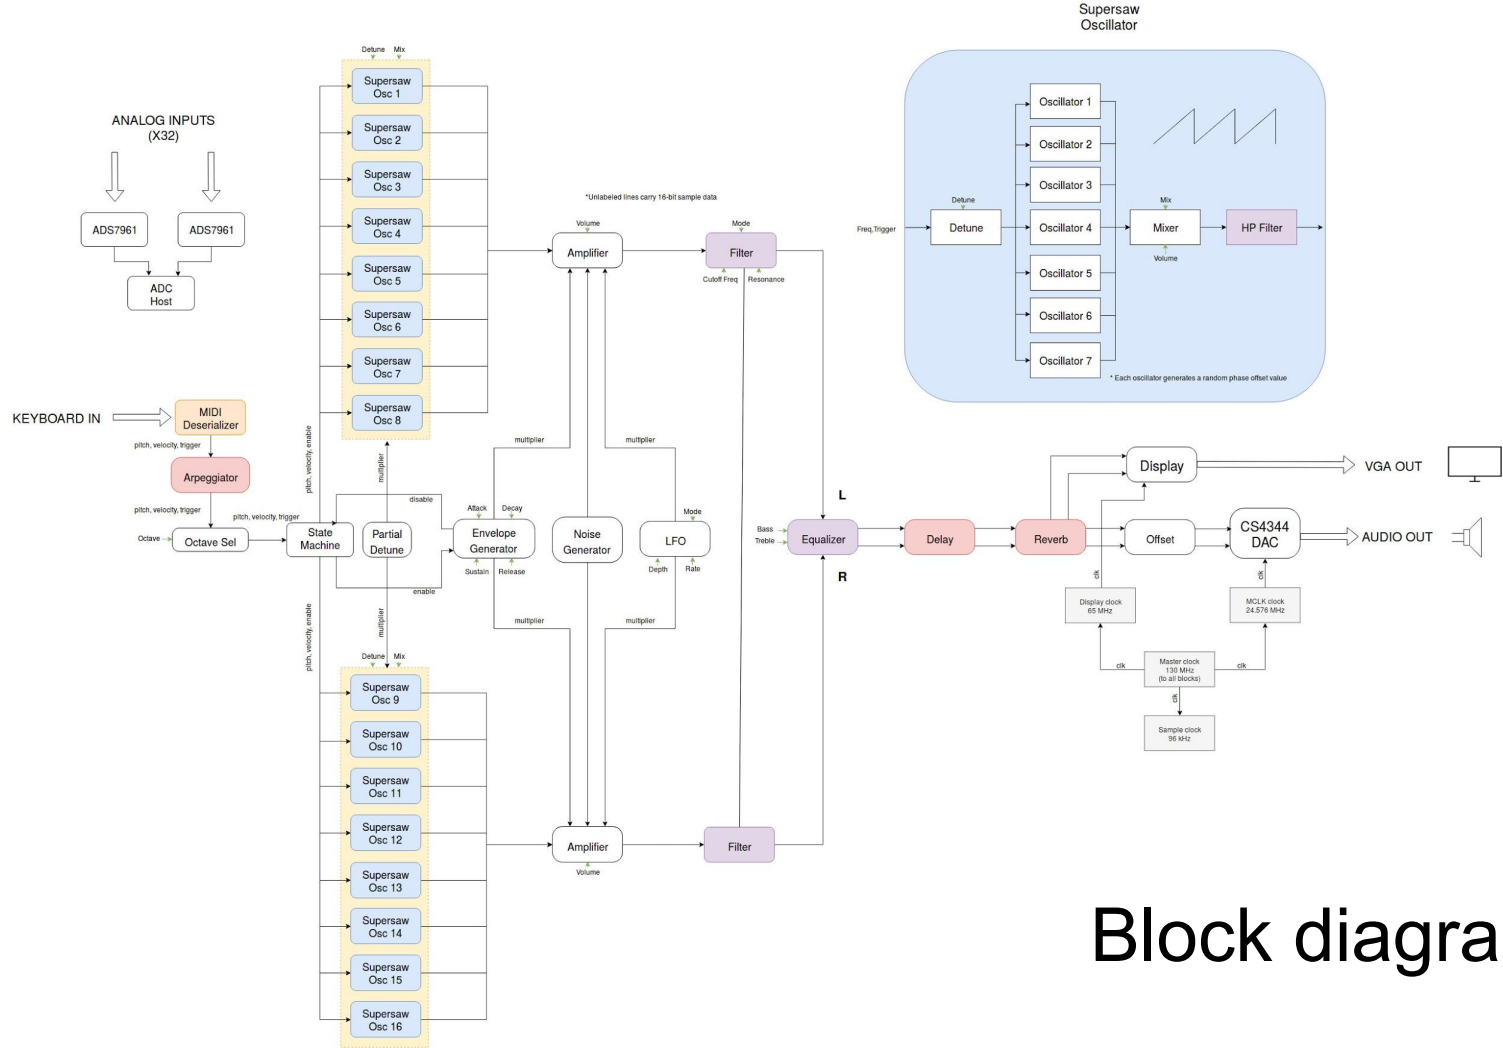 Supersaw
Oscillator
Detune Mix
Supersaw
Osc 1
Supersaw
Osc 2
Supersaw
Osc 3
Supersaw
Osc 4
Supersaw
Osc 5
Supersaw
Osc 6
Supersaw
Osc 7
Supersaw
Osc 8
ANALOG INPUTS
(X32)
ADS7961
ADS7961
ADC
Host
KEYBOARD IN
MIDI
Deserializer
pitch, velocity, trigger
Arpeggiator
pitch, velocity, trigger
Octave
Octave Sel
pitch, velocity, trigger
State
Machine
pitch, velocity, enable
pitch, velocity, enable
multiplier
Partial
Detune
multiplier
disable
enable
Attack Decay
Envelope
Generator
Sustain Release
multiplier
multiplier
Noise
Generator
multiplier
multiplier
Mode
LFO
Depth Rate
*Unlabeled lines carry 16-bit sample data
Volume
Amplifier
Mode
Filter
Cutoff Freq Resonance
Detune Mix
Supersaw
Osc 9
Supersaw
Osc 10
Supersaw
Osc 11
Supersaw
Osc 12
Supersaw
Osc 13
Supersaw
Osc 14
Supersaw
Osc 15
Supersaw
Osc 16
Amplifier
Volume
Filter
Freq,Trigger
Detune
Detune
Oscillator 1
Oscillator 2
Oscillator 3
Oscillator 4
Oscillator 5
Oscillator 6
Oscillator 7
Mix
Mixer
Volume
HP Filter
* Each oscillator generates a random phase offset value
L
R
Bass
Treble
Equalizer
Delay
Reverb
Offset
Display
VGA OUT
CS4344
DAC
AUDIO OUT
clk
clk
Display clock
65 MHz
MCLK clock
24.576 MHz
clk
clk
Master clock
130 MHz
(to all blocks)
clk
Sample clock
96 kHz
Block diagra